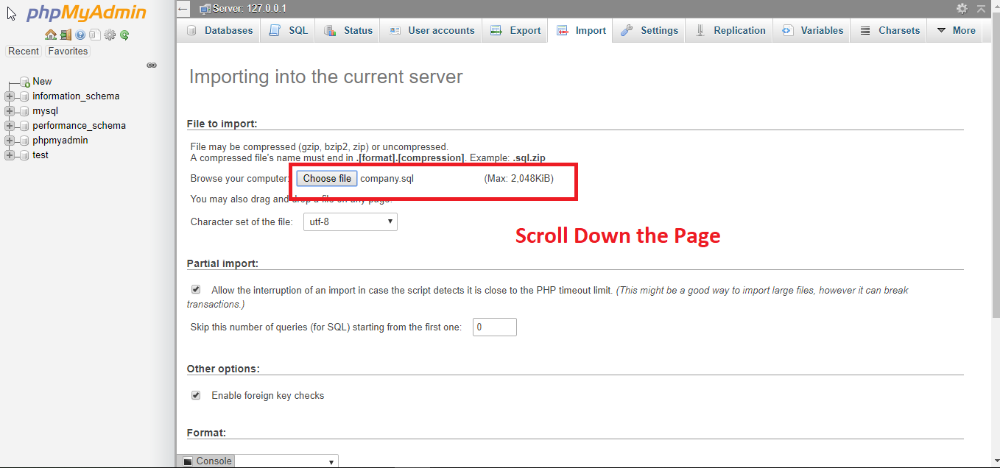 phpMyAdmin
Recent Favorites
New
information_schema
mysql
performance_schema
phpmyadmin
test
Server: 127.0.0.1
Databases SQL Status User accounts Export Import Settings Replication Variables Charsets More
Importing into the current server
File to import:
File may be compressed (gzip, bzip2, zip) or uncompressed.
A compressed file's name must end in .[format].[compression]. Example: .sql.zip
Browse your computer: Choose file company.sql (Max: 2,048KiB)
You may also drag and drop a file on any page.
Character set of the file: utf-8
Scroll Down the Page
Partial import:
Allow the interruption of an import in case the script detects it is close to the PHP timeout limit. (This might be a good way to import large files, however it can break
transactions.)
Skip this number of queries (for SQL) starting from the first one: 0
Other options:
Enable foreign key checks
Format:
Console